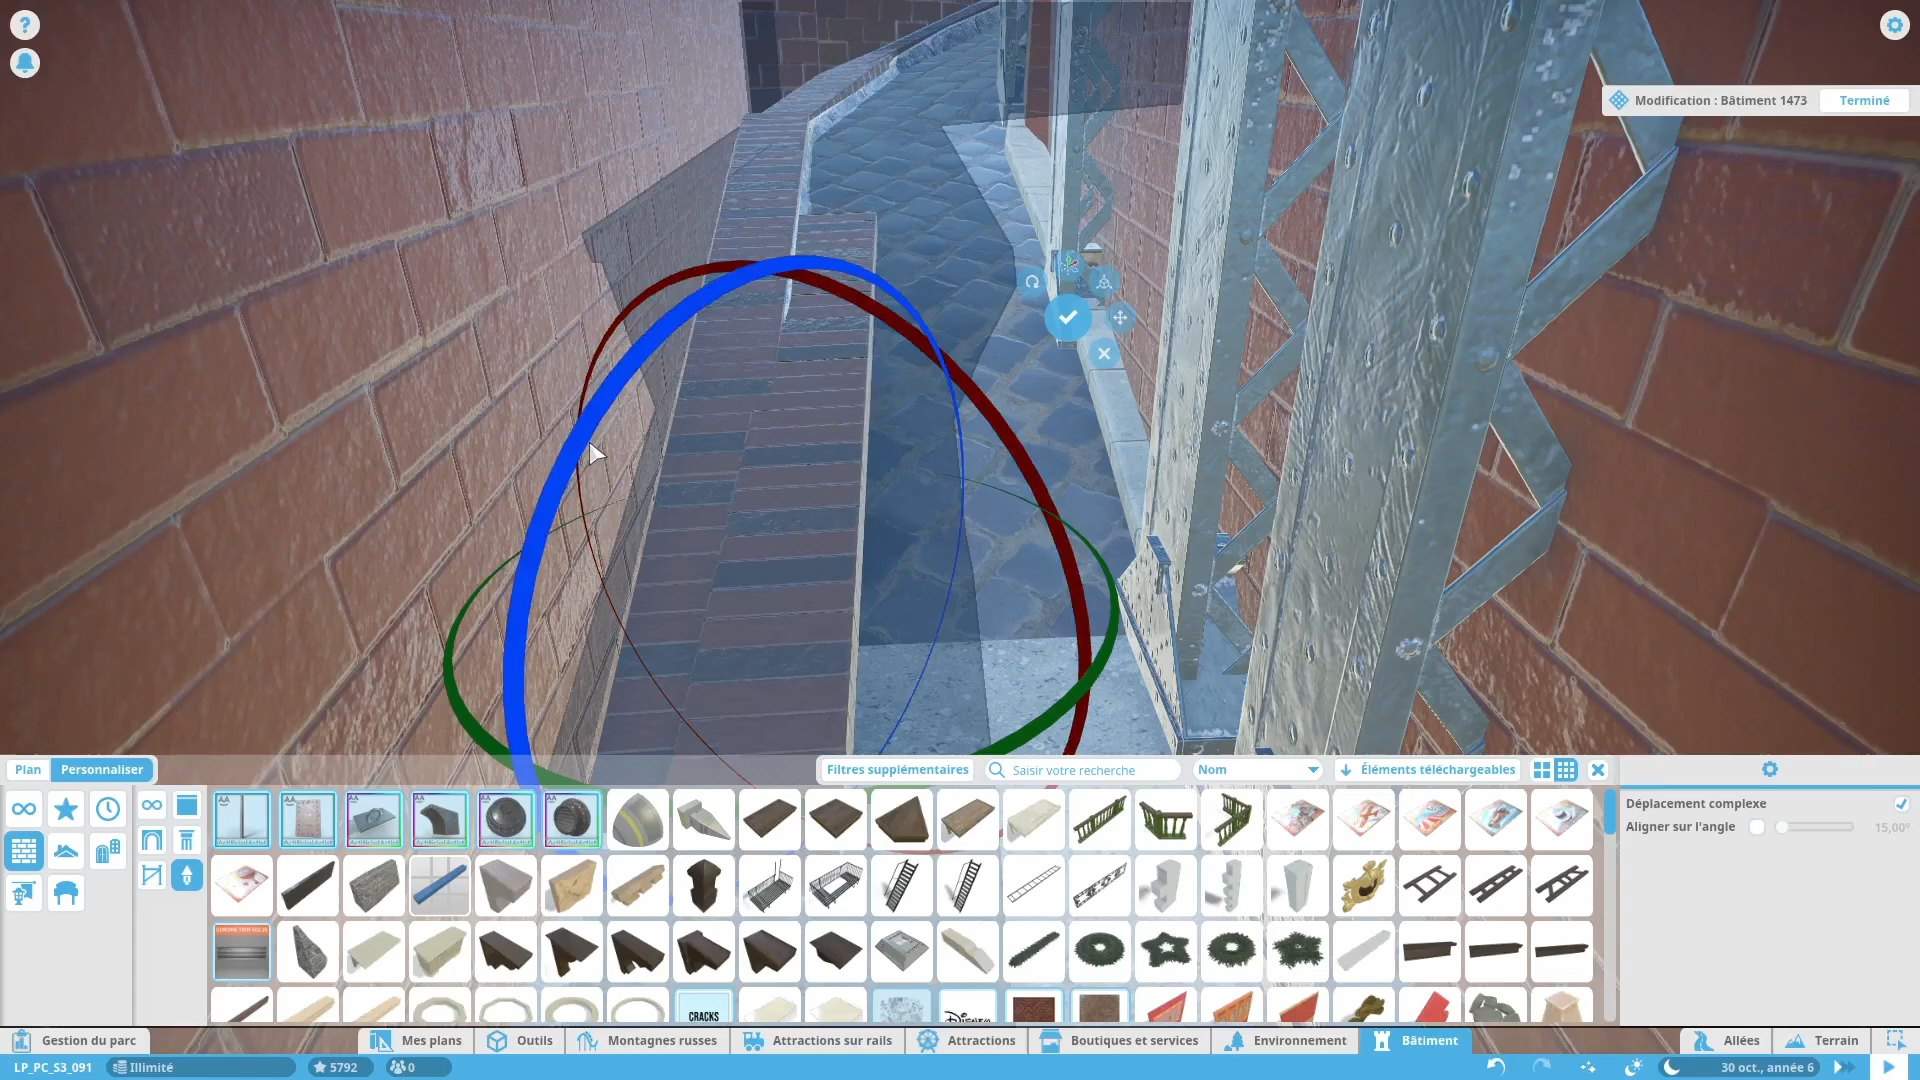 ?
Modification : Bâtiment 1473
Terminé
Plan
Personnaliser
Filtres supplémentaires
Saisir votre recherche
Nom
Éléments téléchargeables
Déplacement complexe
Aligner sur l'angle
15,00°
CRACKS
Gestion du parc
Mes plans
Outils
Montagnes russes
Attractions sur rails
Attractions
Boutiques et services
Environnement
Bâtiment
Allées
Terrain
LP_PC_S3_091
Illimité
5792
0
30 oct., année 6